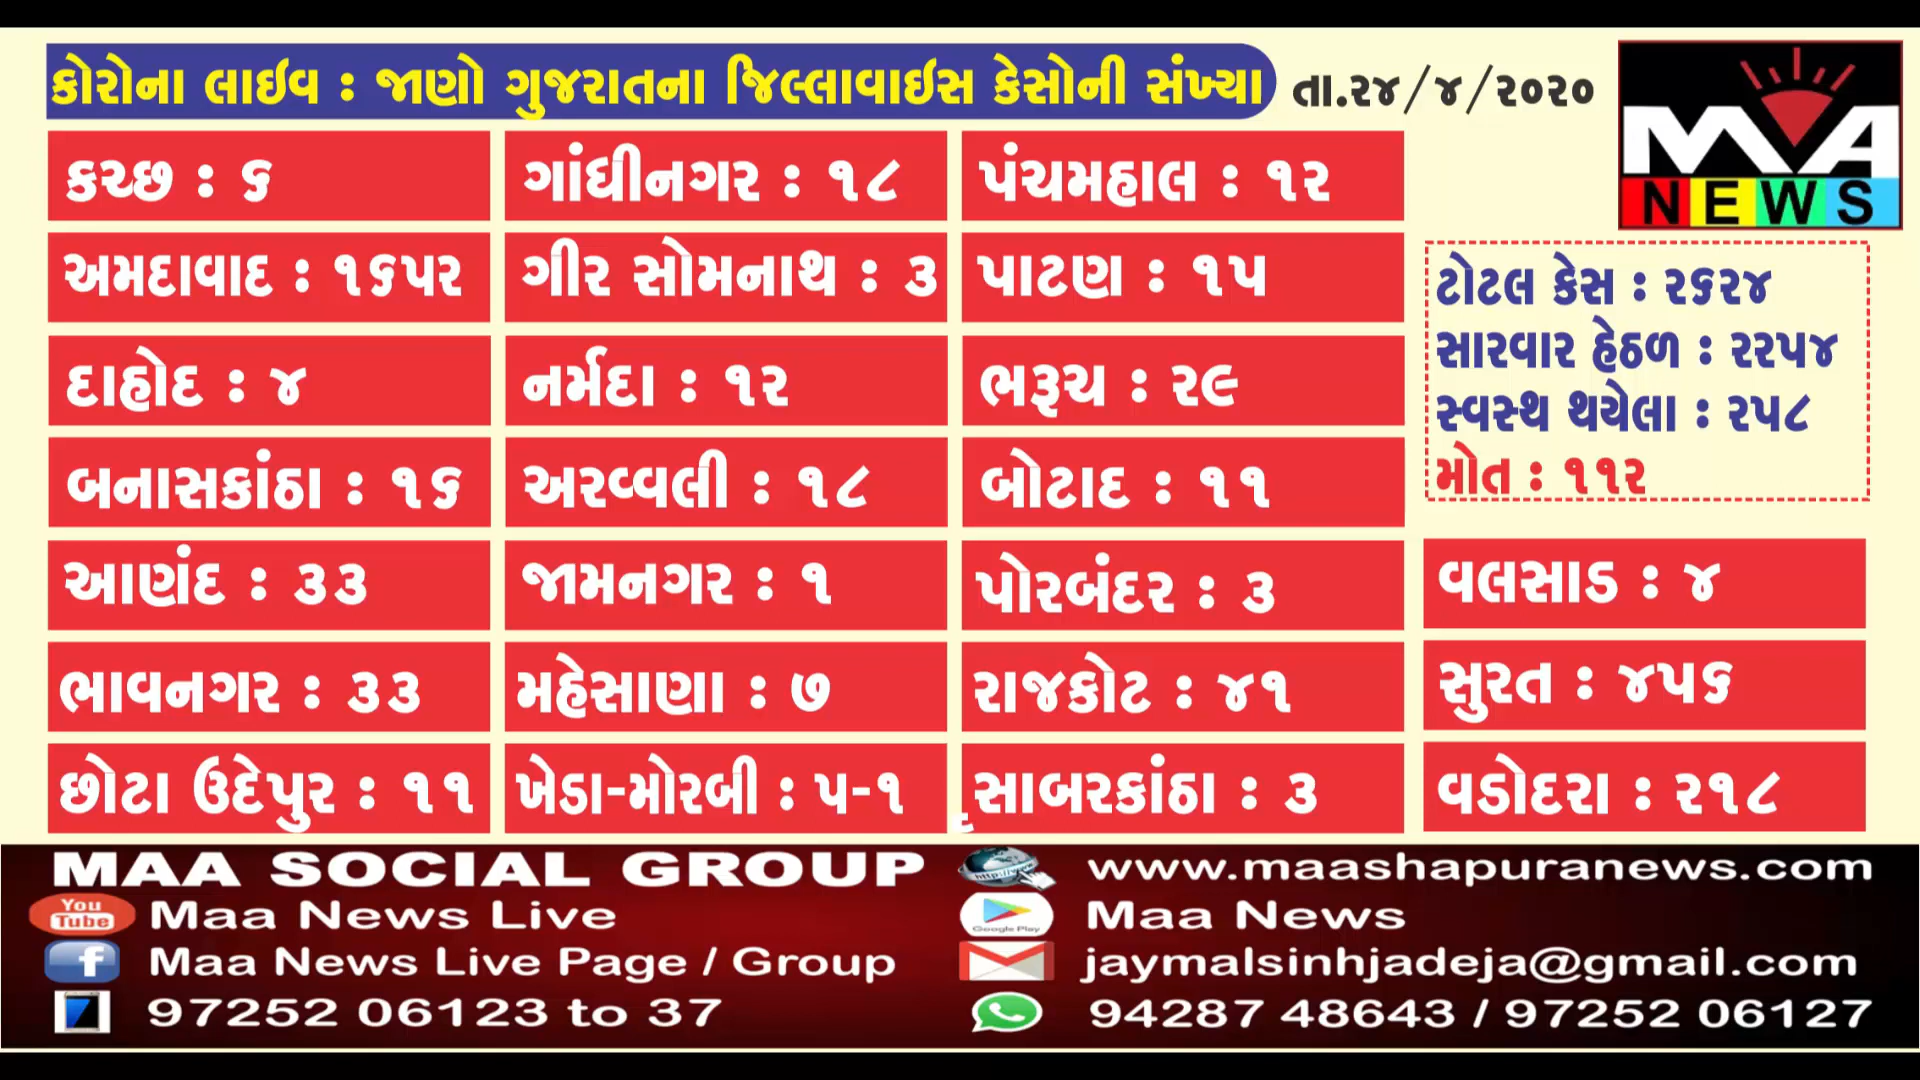 કોરોના લાઇવ : જાણો ગુજરાતના જિલ્લાવાઇસ કેસોની સંખ્યા
તા.૨૪/૪/૨૦૨૦
MAA
NEWS
કચ્છ : ૬
ગાંધીનગર : ૧૮
પંચમહાલ : ૧૨
અમદાવાદ : ૧૬૫૨
ગીર સોમનાથ : ૩
પાટણ : ૧૫
દાહોદ : ૪
નર્મદા : ૧૨
ભરૂચ : ૨૯
બનાસકાંઠા : ૧૬
અરવ્વલી : ૧૮
બોટાદ : ૧૧
ટોટલ કેસ : ૨૬૨૪
સારવાર હેઠળ : ૨૨૫૪
સ્વસ્થ થયેલા : ૨૫૮
મોત : ૧૧૨
આણંદ : ૩૩
જામનગર : ૧
પોરબંદર : ૩
વલસાડ : ૪
ભાવનગર : ૩૩
મહેસાણા : ૭
રાજકોટ : ૪૧
સુરત : ૪૫૬
છોટા ઉદેપુર : ૧૧
ખેડા-મોરબી : ૫-૧
સાબરકાંઠા : ૩
વડોદરા : ૨૧૮
MAA SOCIAL GROUP
You Tube Maa News Live
f Maa News Live Page / Group
97252 06123 to 37
http:// www.maashapuranews.com
Google Play Maa News
jaymalsinhjadeja@gmail.com
94287 48643 / 97252 06127